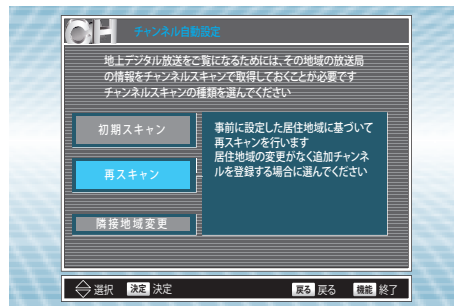 CH チャンネル自動設定
地上デジタル放送をご覧になるためには、その地域の放送局
の情報をチャンネルスキャンで取得しておくことが必要です
チャンネルスキャンの種類を選んでください
初期スキャン
再スキャン
隣接地域変更
事前に設定した居住地域に基づいて
再スキャンを行います
居住地域の変更がなく追加チャンネ
ルを登録する場合に選んでください
選択 決定 決定 戻る 戻る 機能 終了